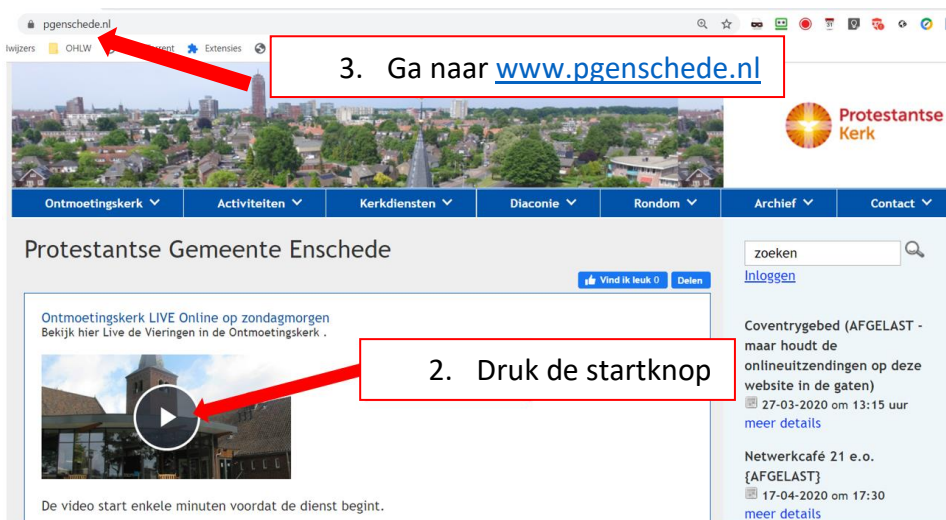 pgenschede.nl
lwijzers
OHLW
Extensies
3. Ga naar www.pgenschede.nl
Protestantse
Kerk
Ontmoetingskerk
Activiteiten
Kerkdiensten
Diaconie
Rondom
Archief
Contact
Protestantse Gemeente Enschede
zoeken
Inloggen
Vind ik leuk 0
Delen
Ontmoetingskerk LIVE Online op zondagmorgen
Bekijk hier Live de Vieringen in de Ontmoetingskerk .
2. Druk de startknop
De video start enkele minuten voordat de dienst begint.
Coventrygebed (AFGELAST -
maar houdt de
onlineuitzendingen op deze
website in de gaten)
27-03-2020 om 13:15 uur
meer details
Netwerkcafé 21 e.o.
{AFGELAST}
17-04-2020 om 17:30
meer details